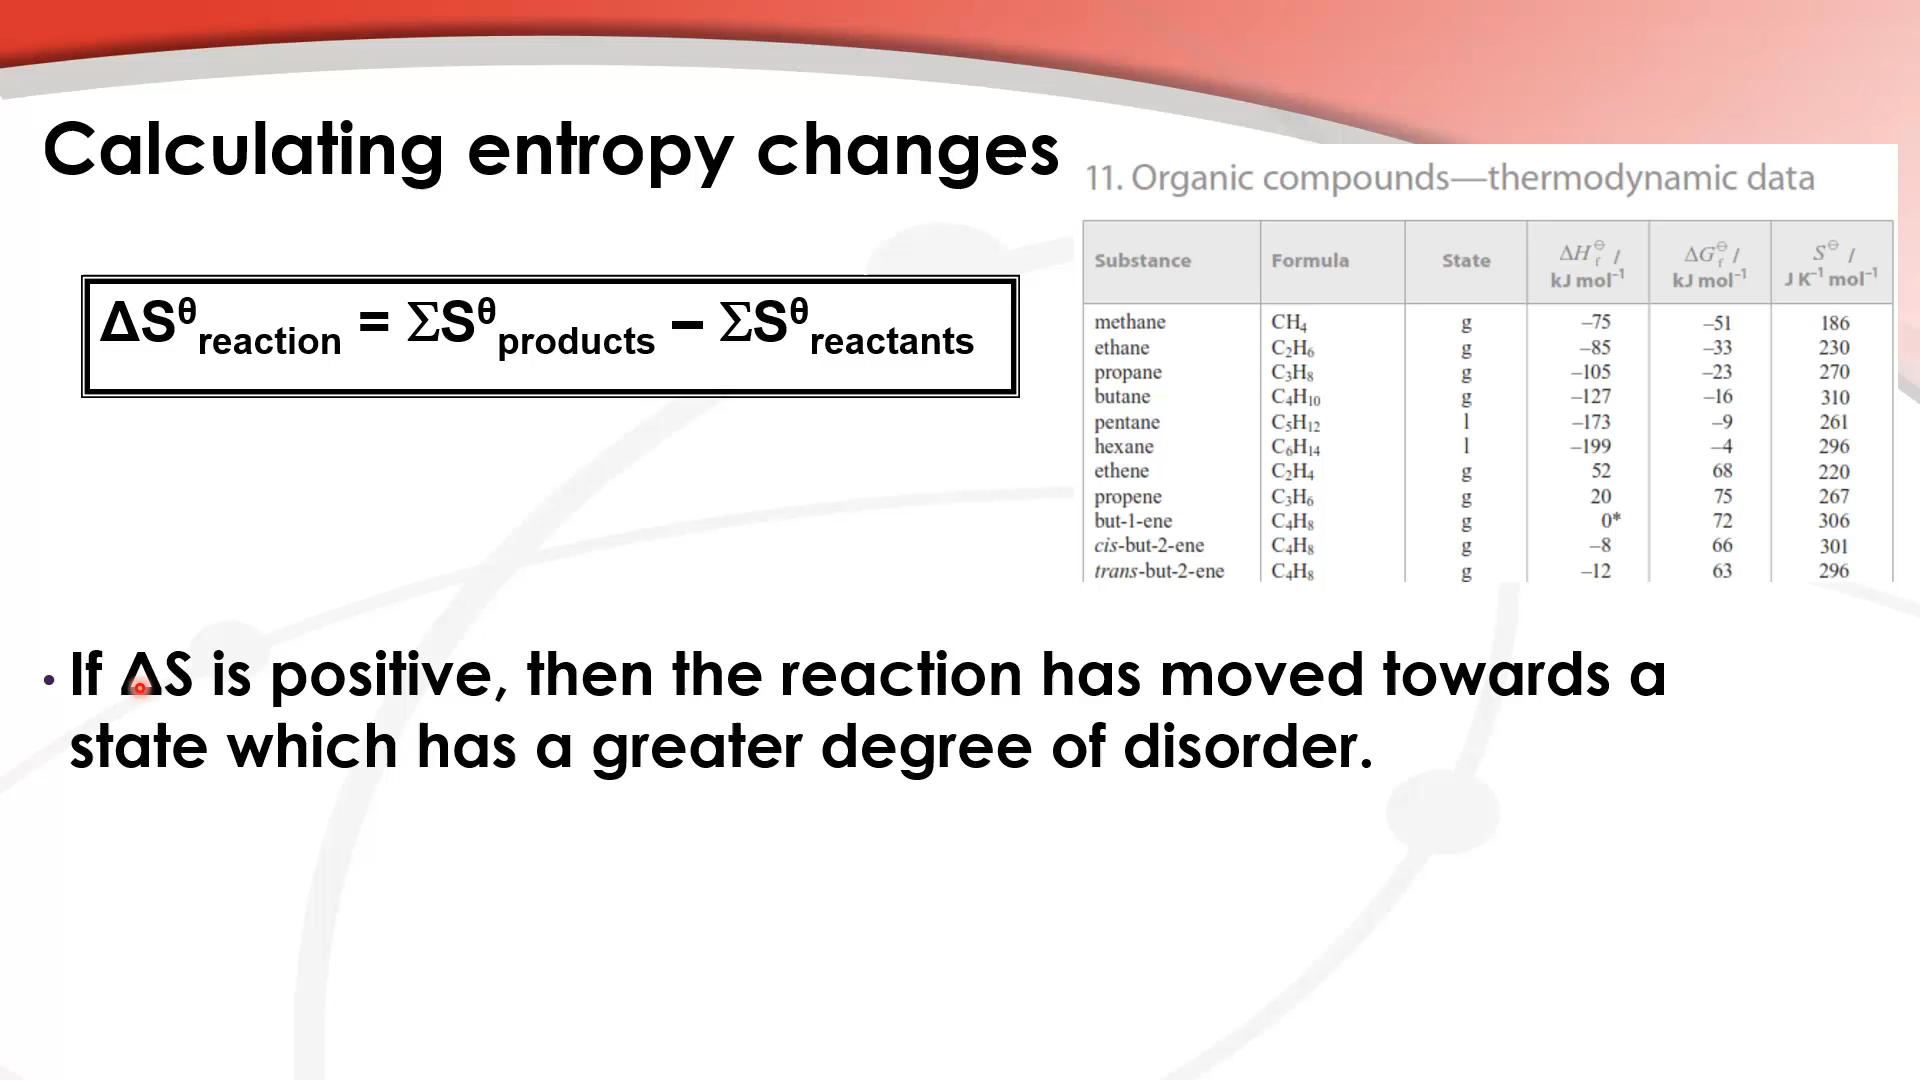 Calculating entropy changes
ΔSθreaction = ΣSθproducts – ΣSθreactants
11. Organic compounds—thermodynamic data
Substance Formula State ΔHf⊖ / kJ mol–1 ΔGf⊖ / kJ mol–1 S⊖ / J K–1 mol–1
methane CH4 g –75 –51 186
ethane C2H6 g –85 –33 230
propane C3H8 g –105 –23 270
butane C4H10 g –127 –16 310
pentane C5H12 l –173 –9 261
hexane C6H14 l –199 –4 296
ethene C2H4 g 52 68 220
propene C3H6 g 20 75 267
but-1-ene C4H8 g 0* 72 306
cis-but-2-ene C4H8 g –8 66 301
trans-but-2-ene C4H8 g –12 63 296
• If ΔS is positive, then the reaction has moved towards a
state which has a greater degree of disorder.